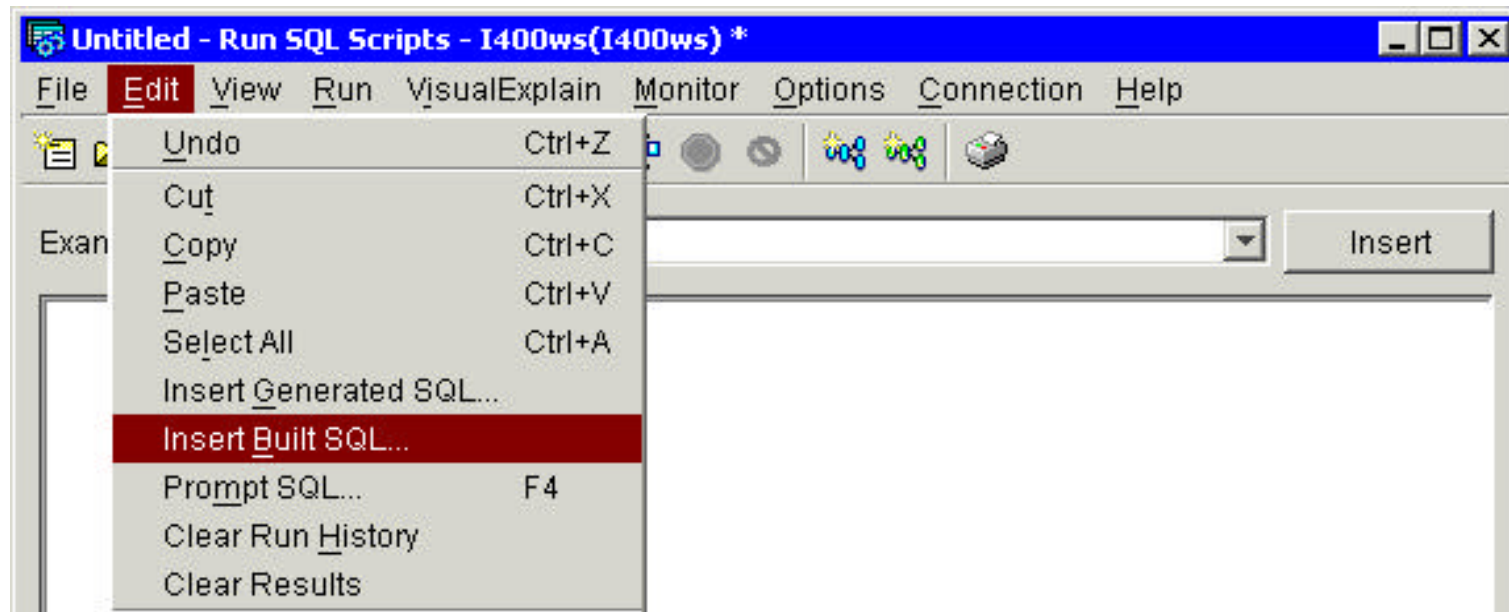 Untitled - Run SQL Scripts - I400ws(I400ws) *
File Edit View Run VisualExplain Monitor Options Connection Help
Undo Ctrl+Z
Cut Ctrl+X
Exam
Copy Ctrl+C
Insert
Paste Ctrl+V
Select All Ctrl+A
Insert Generated SQL...
Insert Built SQL...
Prompt SQL... F4
Clear Run History
Clear Results